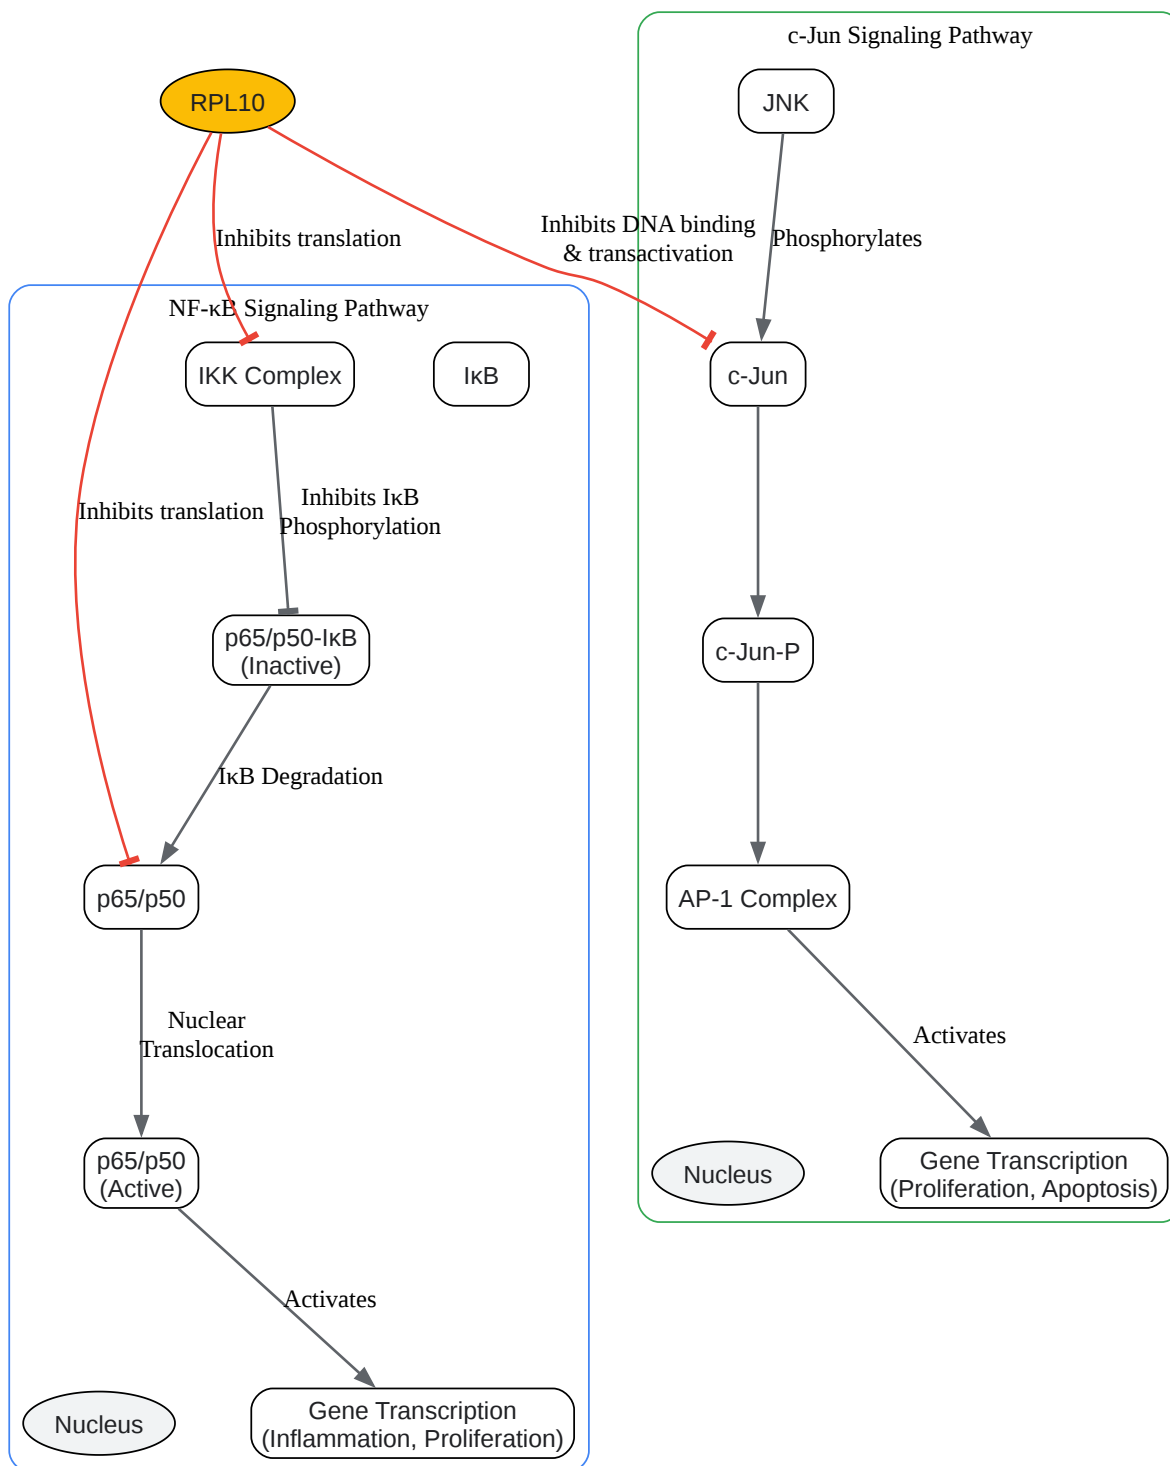 c-Jun Signaling Pathway
RPL10
JNK
Inhibits translation
Inhibits DNA binding
& transactivation
Phosphorylates
NF-κB Signaling Pathway
IKK Complex
IκB
c-Jun
Inhibits translation
Inhibits IκB
Phosphorylation
p65/p50-IκB
(Inactive)
c-Jun-P
IκB Degradation
p65/p50
AP-1 Complex
Nuclear
Translocation
Activates
p65/p50
(Active)
Nucleus
Gene Transcription
(Proliferation, Apoptosis)
Activates
Nucleus
Gene Transcription
(Inflammation, Proliferation)